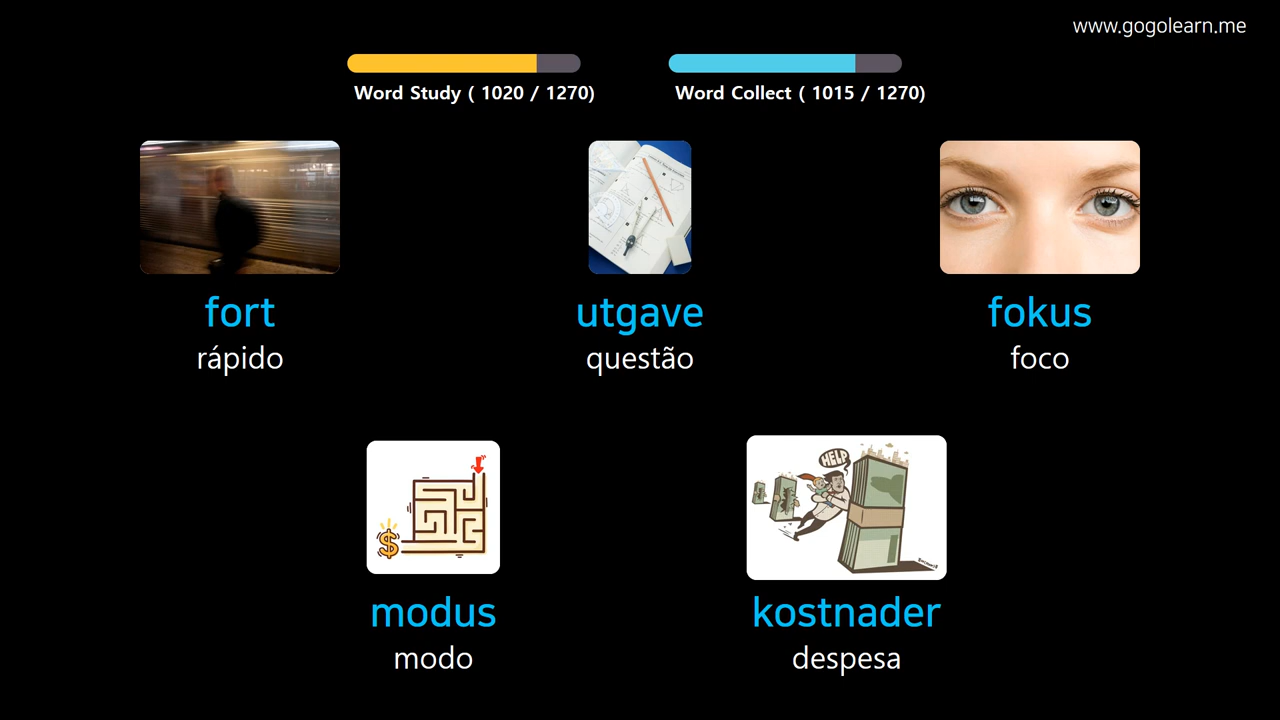 www.gogolearn.me
Word Study ( 1020 / 1270)
Word Collect ( 1015 / 1270)
fort
rápido
utgave
questão
fokus
foco
HELP
$
modus
modo
kostnader
despesa